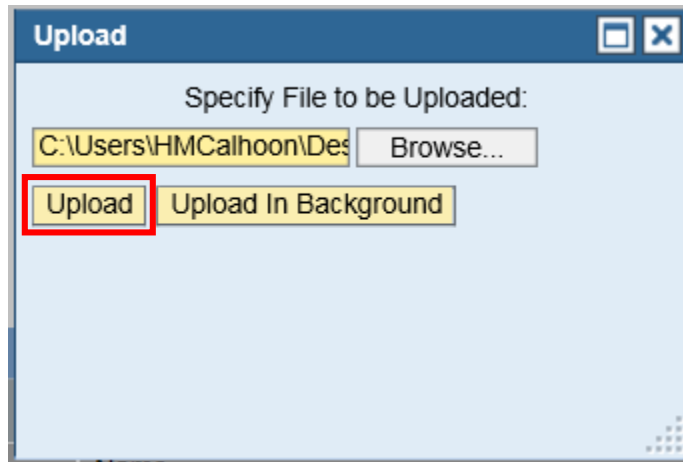 Upload
Specify File to be Uploaded:
C:\Users\HMCalhoon\Des Browse...
Upload Upload In Background